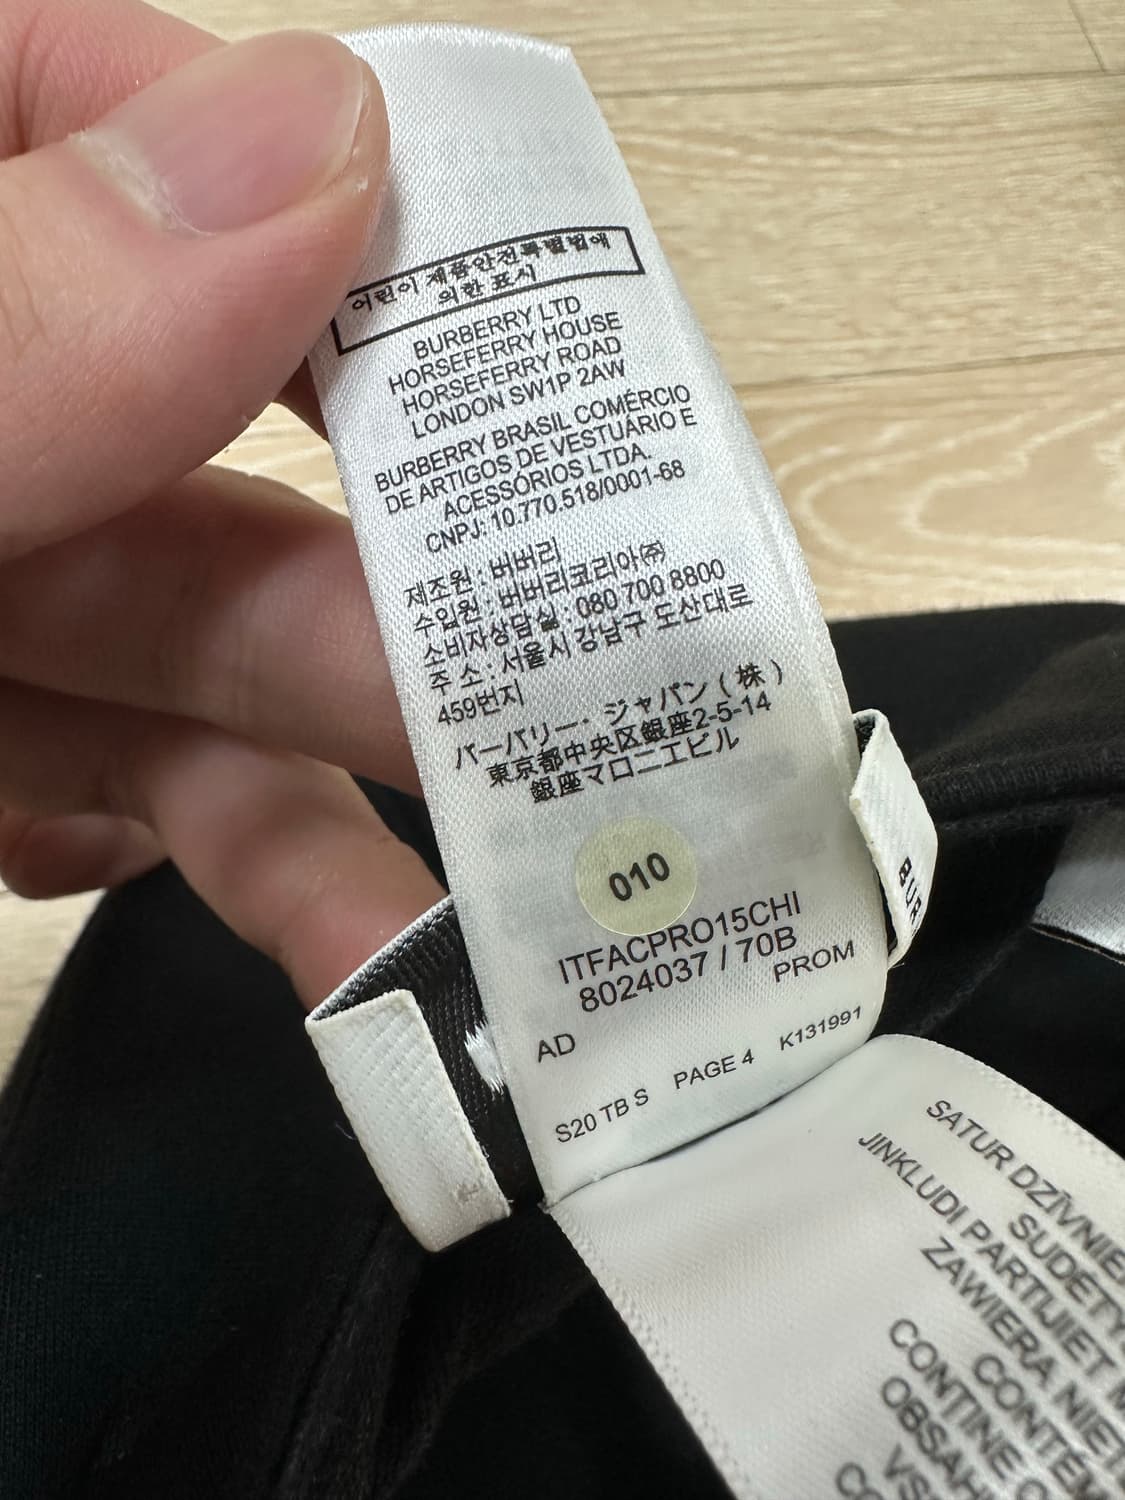 어린이 제품안전특별법에
의한 표시
BURBERRY LTD
HORSEFERRY HOUSE
HORSEFERRY ROAD
LONDON SW1P 2AW
BURBERRY BRASIL COMÉRCIO
DE ARTIGOS DE VESTUÁRIO E
ACESSÓRIOS LTDA.
CNPJ: 10.770.518/0001-68
제조원 : 버버리
수입원 : 버버리코리아㈜
소비자상담실 : 080 700 8800
주 소 : 서울시 강남구 도산대로
459번지
バーバリー・ジャパン(株)
東京都中央区銀座2-5-14
銀座マロニエビル
010
ITFACPRO15CHI
8024037 / 70B
PROM
AD
S20 TB S PAGE 4 K131991
BUR
SATUR
JINKLUDI PARTIJIET
ZAWIERA
CONTINE